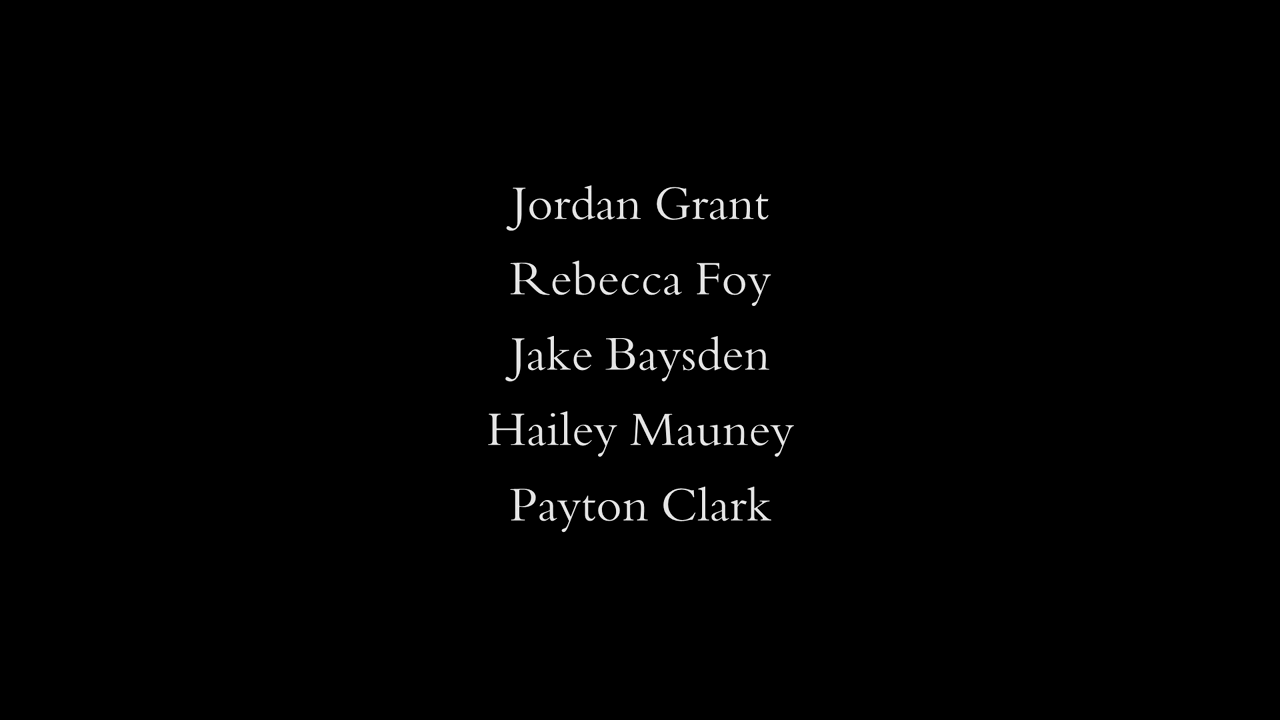 Jordan Grant
Rebecca Foy
Jake Baysden
Hailey Mauney
Payton Clark